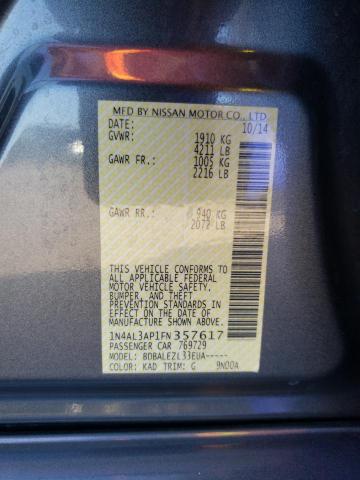 MFD BY NISSAN MOTOR CO., LTD.
DATE: 10/14
GVWR: 1910 KG
4211 LB
GAWR FR.: 1005 KG
2216 LB
GAWR RR.: 940 KG
2072 LB
THIS VEHICLE CONFORMS TO
ALL APPLICABLE FEDERAL
MOTOR VEHICLE SAFETY,
BUMPER, AND THEFT
PREVENTION STANDARDS IN
EFFECT ON THE DATE OF
MANUFACTURE SHOWN ABOVE.
1N4AL3AP1FN357617
PASSENGER CAR 769729
MODEL: BDBALEZL33EUA-----
COLOR: KAD TRIM: G 9N00A